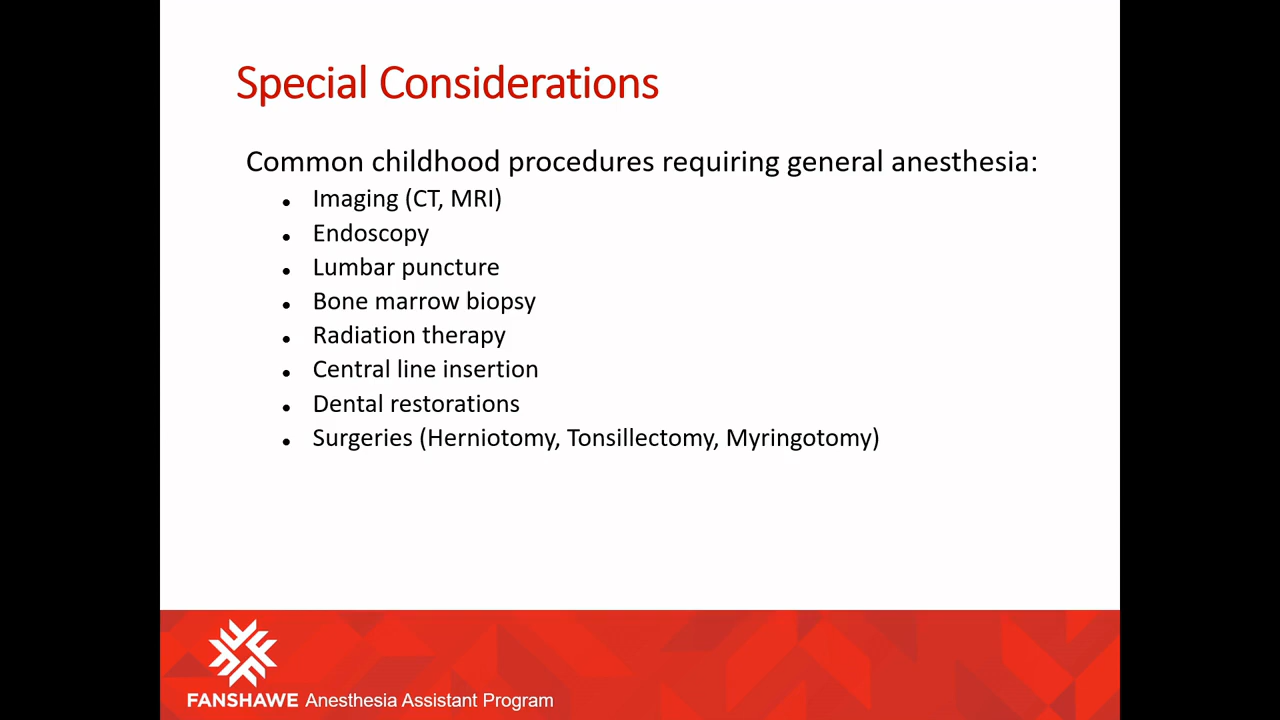 Special Considerations
Common childhood procedures requiring general anesthesia:
• Imaging (CT, MRI)
• Endoscopy
• Lumbar puncture
• Bone marrow biopsy
• Radiation therapy
• Central line insertion
• Dental restorations
• Surgeries (Herniotomy, Tonsillectomy, Myringotomy)
FANSHAWE Anesthesia Assistant Program